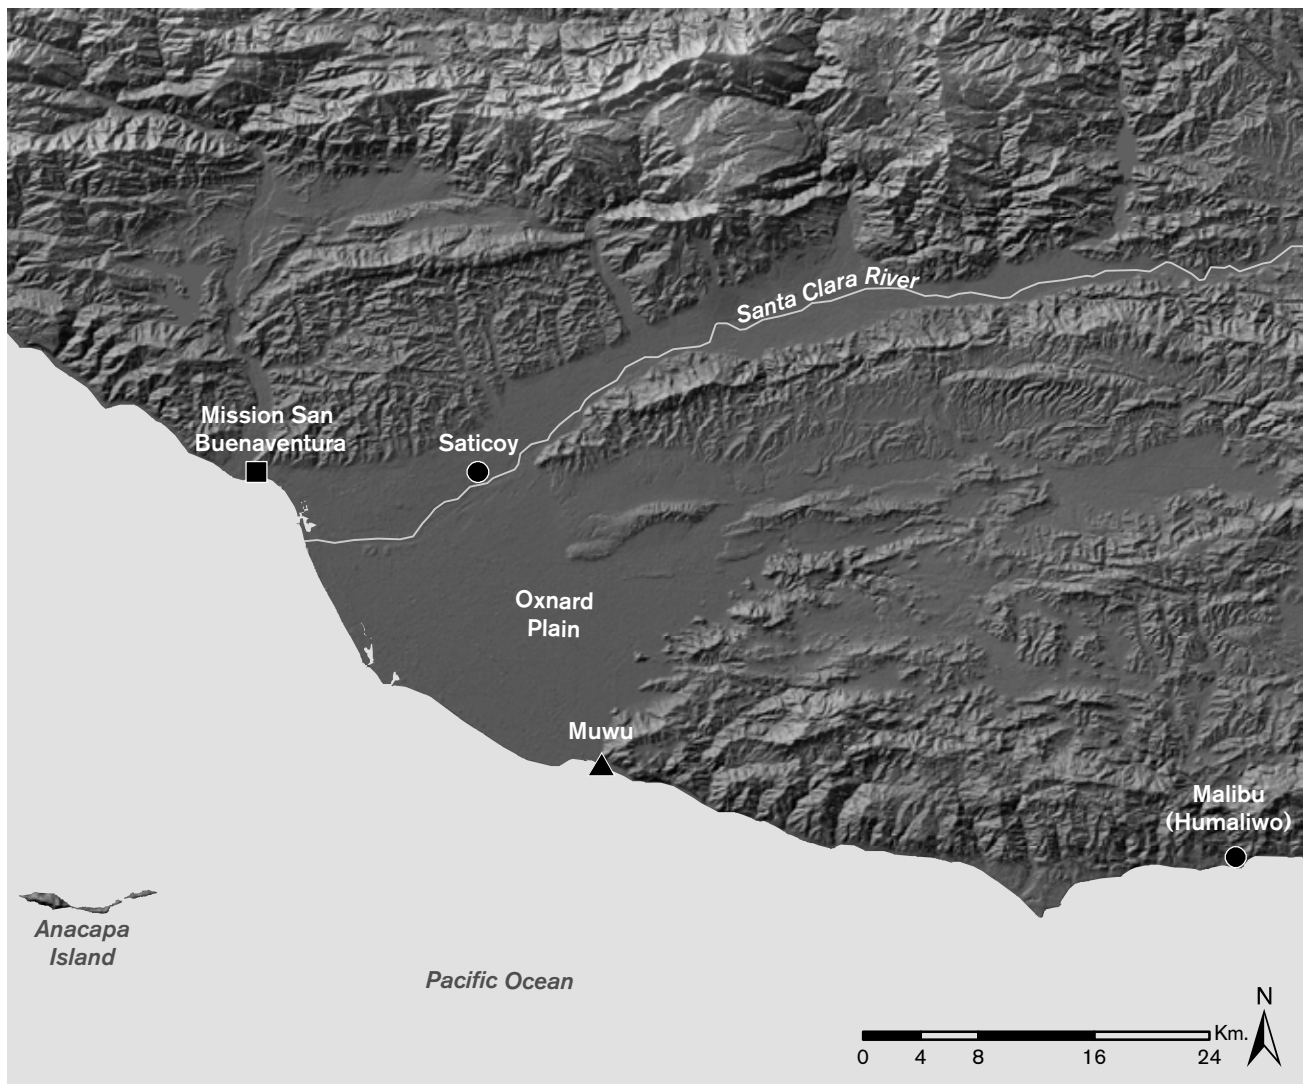 Santa Clara River
Mission San
Buenaventura
Saticoy
Oxnard
Plain
Muwu
Malibu
(Humaliwo)
Anacapa
Island
Pacific Ocean
N
Km.
0 4 8 16 24